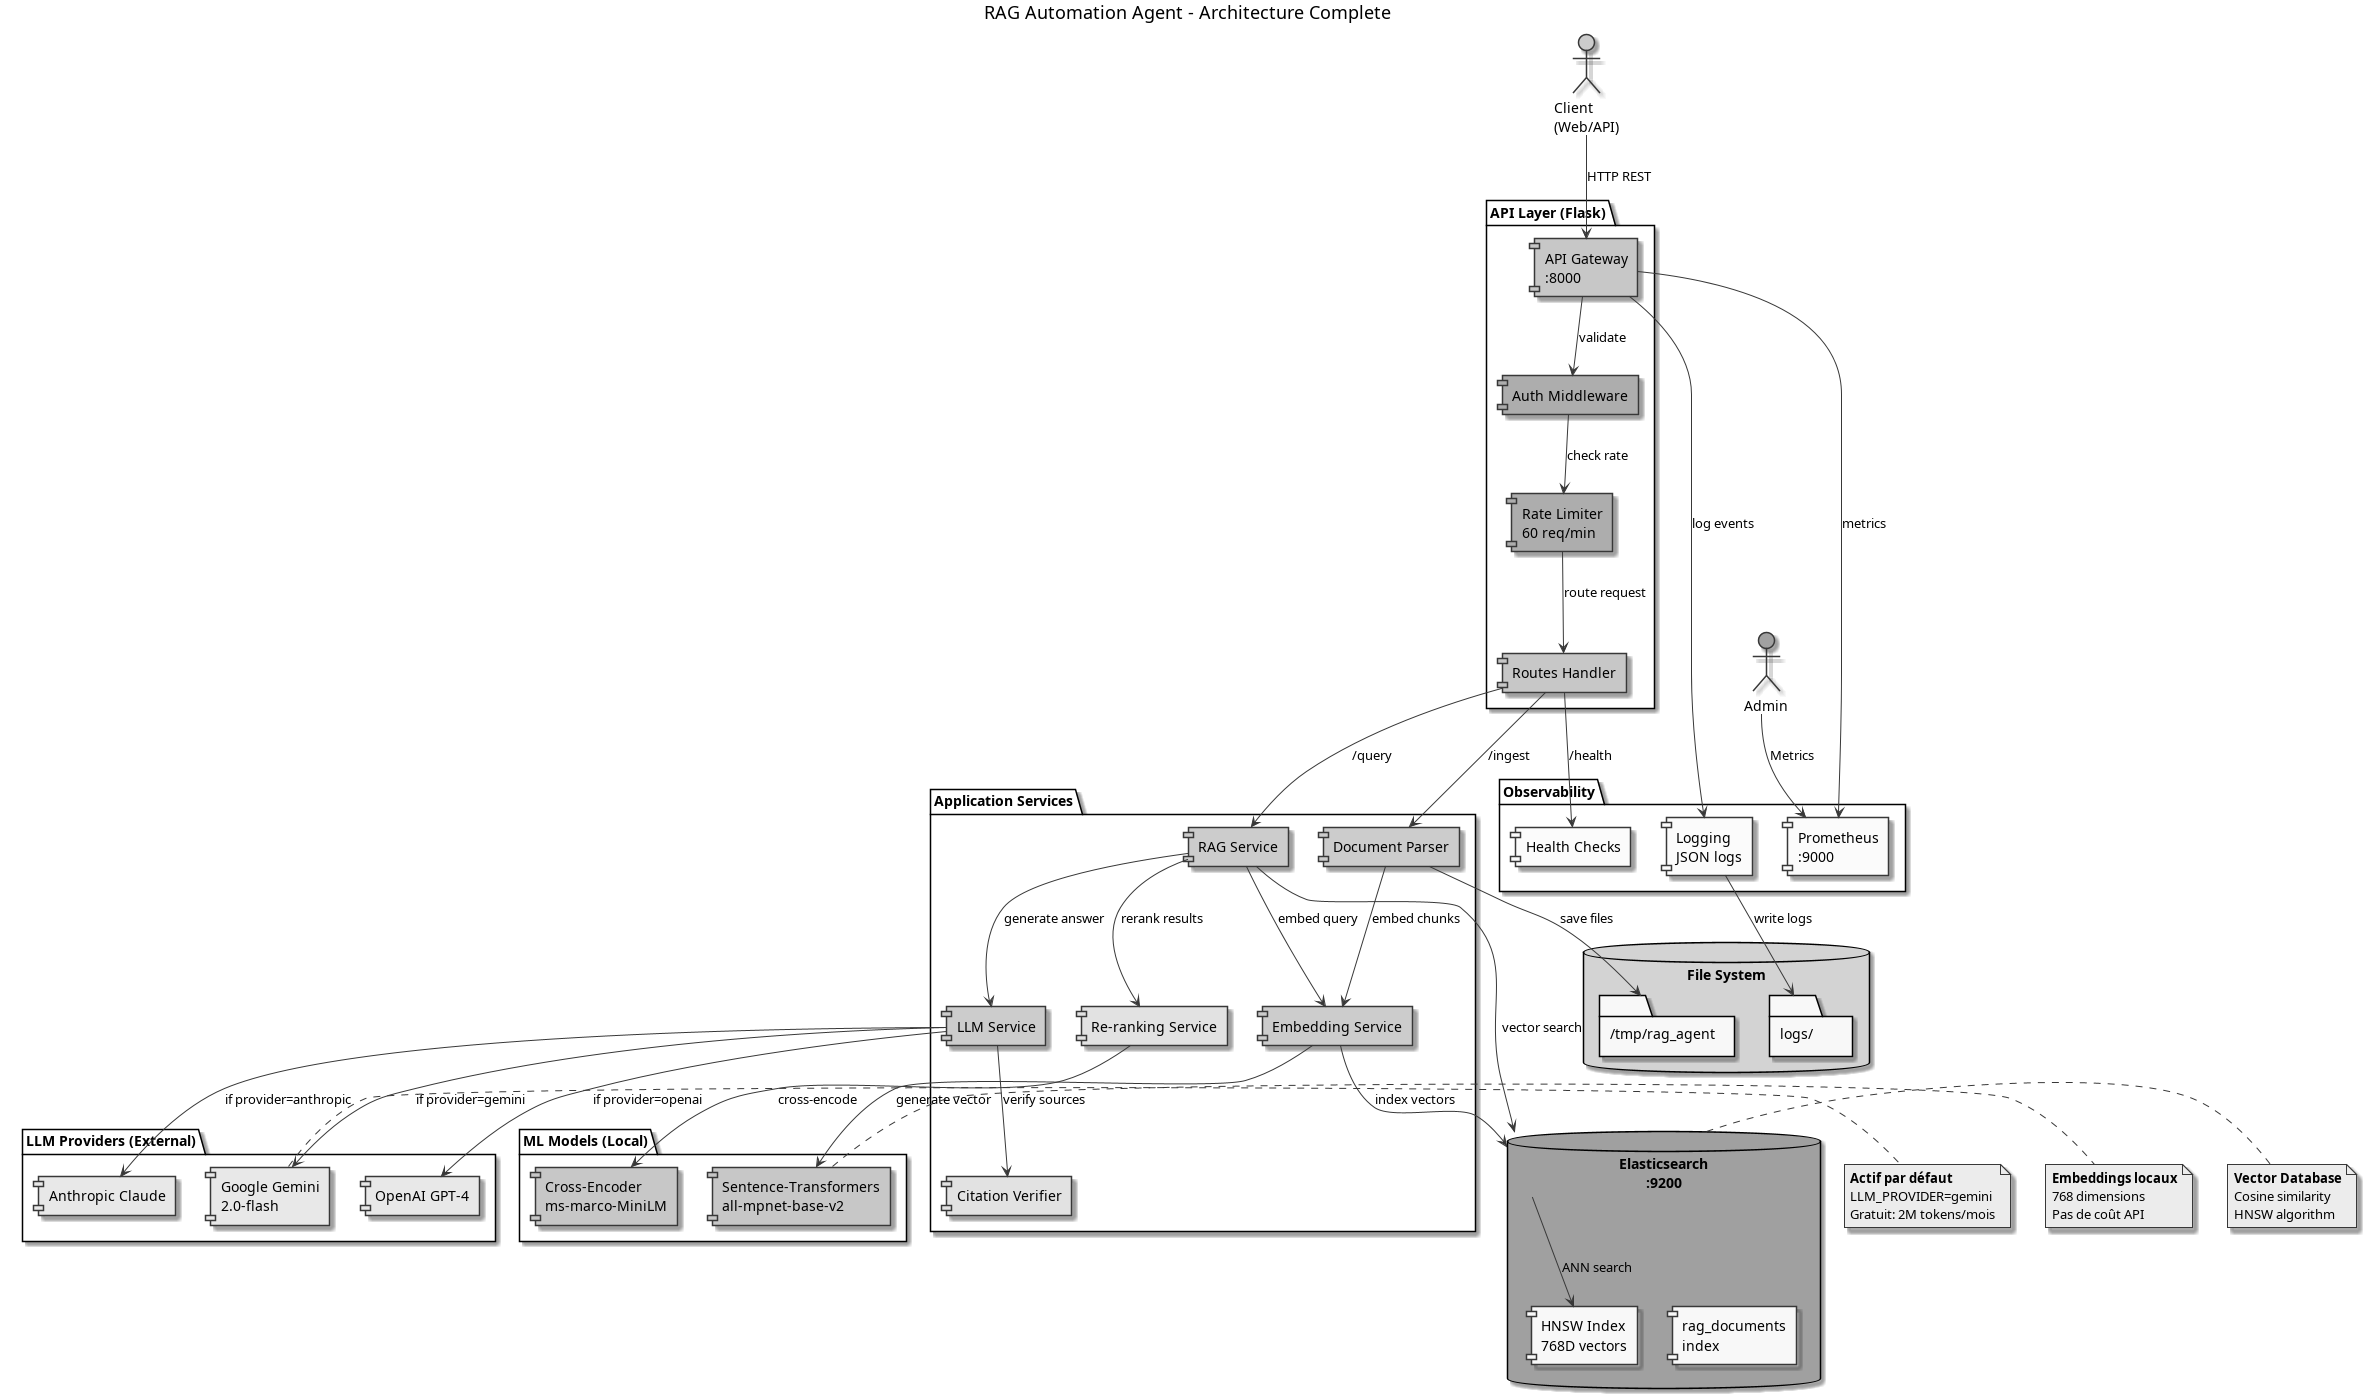 RAG Automation Agent - Architecture Complete
Client
(Web/API)
HTTP REST
API Layer (Flask)
API Gateway
:8000
validate
Auth Middleware
check rate
Rate Limiter
60 req/min
log events
metrics
route request
Routes Handler
Admin
/query
/ingest
/health
Metrics
Application Services
RAG Service
Document Parser
Observability
Health Checks
Logging
JSON logs
Prometheus
:9000
generate answer
rerank results
embed query
embed chunks
save files
write logs
File System
/tmp/rag_agent
logs/
LLM Service
Re-ranking Service
Embedding Service
vector search
if provider=anthropic
if provider=gemini
if provider=openai
cross-encode
generate vector
verify sources
index vectors
LLM Providers (External)
Anthropic Claude
Google Gemini
2.0-flash
OpenAI GPT-4
ML Models (Local)
Cross-Encoder
ms-marco-MiniLM
Sentence-Transformers
all-mpnet-base-v2
Citation Verifier
Elasticsearch
:9200
ANN search
HNSW Index
768D vectors
rag_documents
index
Actif par défaut
LLM_PROVIDER=gemini
Gratuit: 2M tokens/mois
Embeddings locaux
768 dimensions
Pas de coût API
Vector Database
Cosine similarity
HNSW algorithm